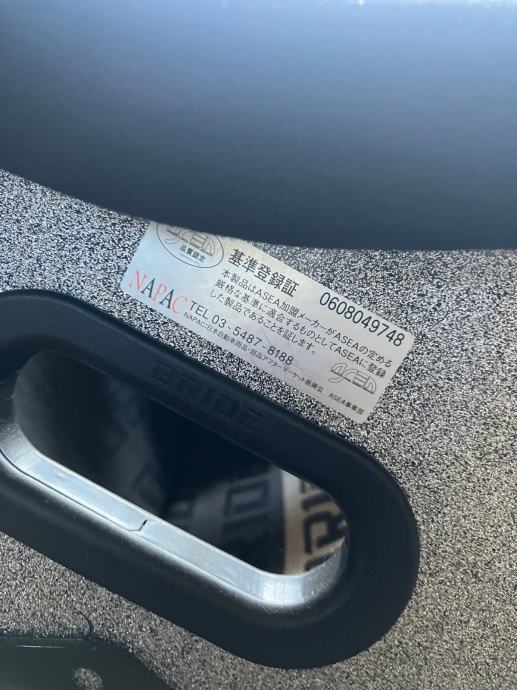 ASEA
品質認定
基準登録証
0608049748
本製品はASEA加盟メーカーがASEAの定める
厳格な基準に適合するものとしてASEAに登録
した製品であることを証します。
NAPAC
TEL 03-5487-8188
NAPAC:日本自動車用品・部品アフターマーケット振興会 ASEA事業部
ASEA
BRIDE